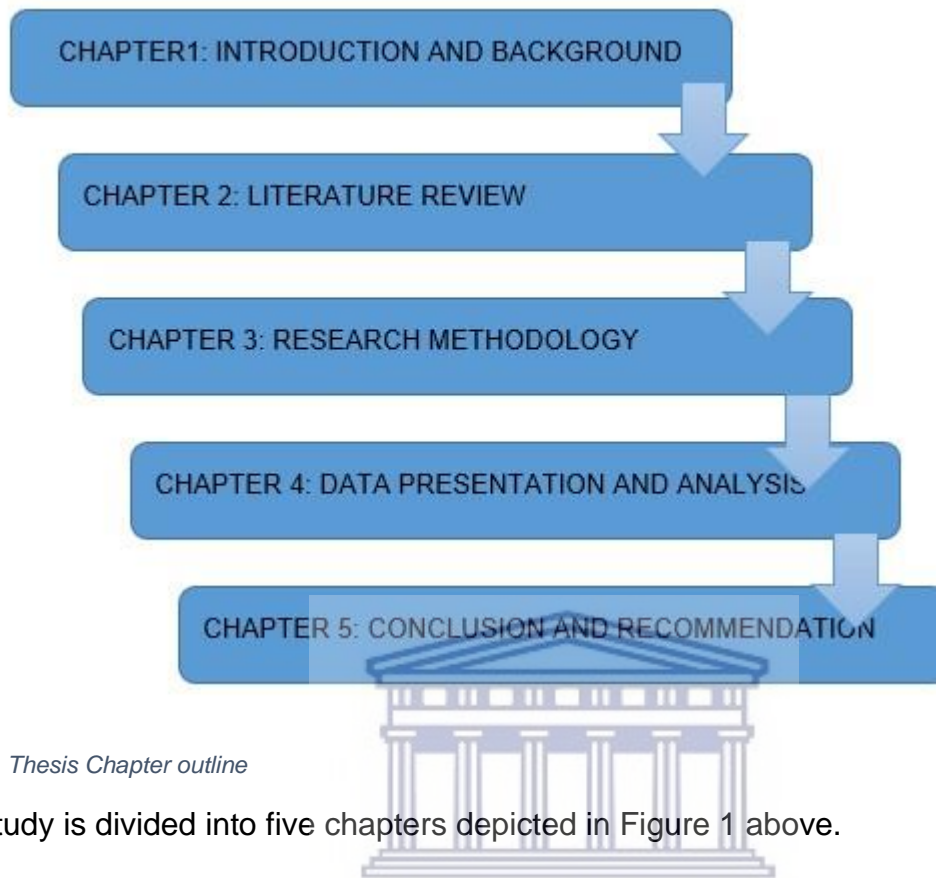 CHAPTER1: INTRODUCTION AND BACKGROUND
CHAPTER 2: LITERATURE REVIEW
CHAPTER 3: RESEARCH METHODOLOGY
CHAPTER 4: DATA PRESENTATION AND ANALYSIS
CHAPTER 5: CONCLUSION AND RECOMMENDATION
Thesis Chapter outline
tudy is divided into five chapters depicted in Figure 1 above.